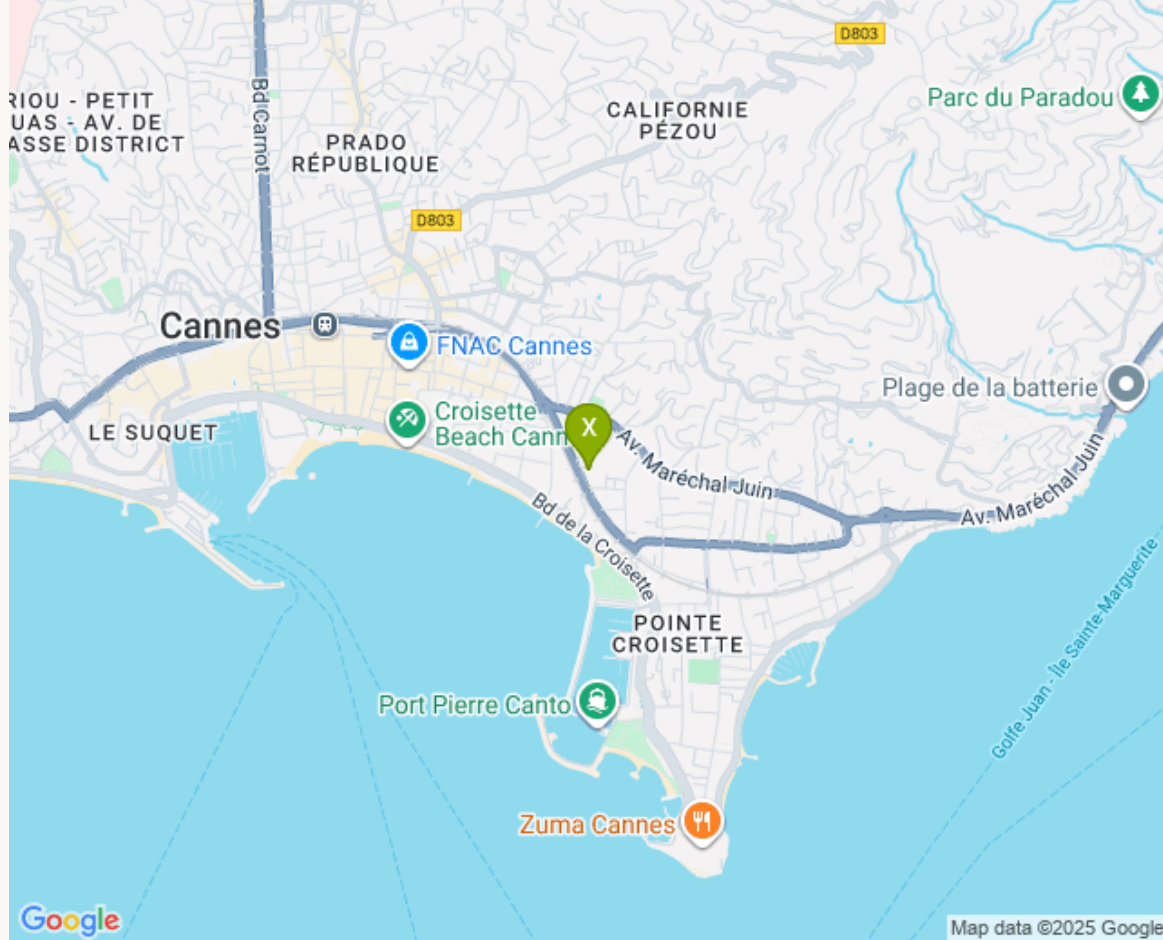 D803
Parc du Paradou
RIOU - PETIT
UAS - AV. DE
ASSE DISTRICT
Bd Carnot
CALIFORNIE
PÉZOU
PRADO
RÉPUBLIQUE
D803
Cannes
FNAC Cannes
Plage de la batterie
Croisette
Beach Cann
X
LE SUQUET
Av. Maréchal Juin
Av. Maréchal Juin
Bd de la Croisette
POINTE
CROISETTE
Golfe Juan - Île Sainte-Marguerite
Port Pierre Canto
Zuma Cannes
Google
Map data ©2025 Google